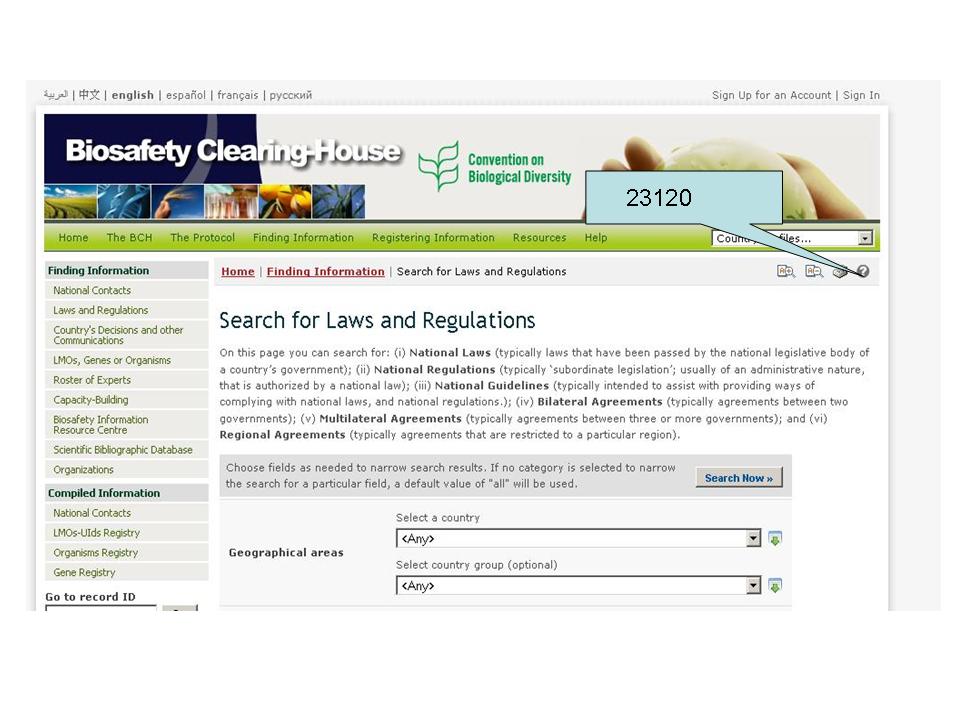 العربية | 中文 | english | español | français | русский
Sign Up for an Account | Sign In
Biosafety Clearing-House
Convention on
Biological Diversity
23120
Home The BCH The Protocol Finding Information Registering Information Resources Help
Finding Information
National Contacts
Laws and Regulations
Country's Decisions and other
Communications
LMOs, Genes or Organisms
Roster of Experts
Capacity-Building
Biosafety Information
Resource Centre
Scientific Bibliographic Database
Organizations
Compiled Information
National Contacts
LMOs-UIds Registry
Organisms Registry
Gene Registry
Go to record ID
Home | Finding Information | Search for Laws and Regulations
Search for Laws and Regulations
On this page you can search for: (i) National Laws (typically laws that have been passed by the national legislative body of
a country's government); (ii) National Regulations (typically ‘subordinate legislation’; usually of an administrative nature,
that is authorized by a national law); (iii) National Guidelines (typically intended to assist with providing ways of
complying with national laws, and national regulations.); (iv) Bilateral Agreements (typically agreements between two
governments); (v) Multilateral Agreements (typically agreements between three or more governments); and (vi)
Regional Agreements (typically agreements that are restricted to a particular region).
Choose fields as needed to narrow search results. If no category is selected to narrow
the search for a particular field, a default value of "all" will be used.
Search Now »
Geographical areas
Select a country
<Any>
Select country group (optional)
<Any>